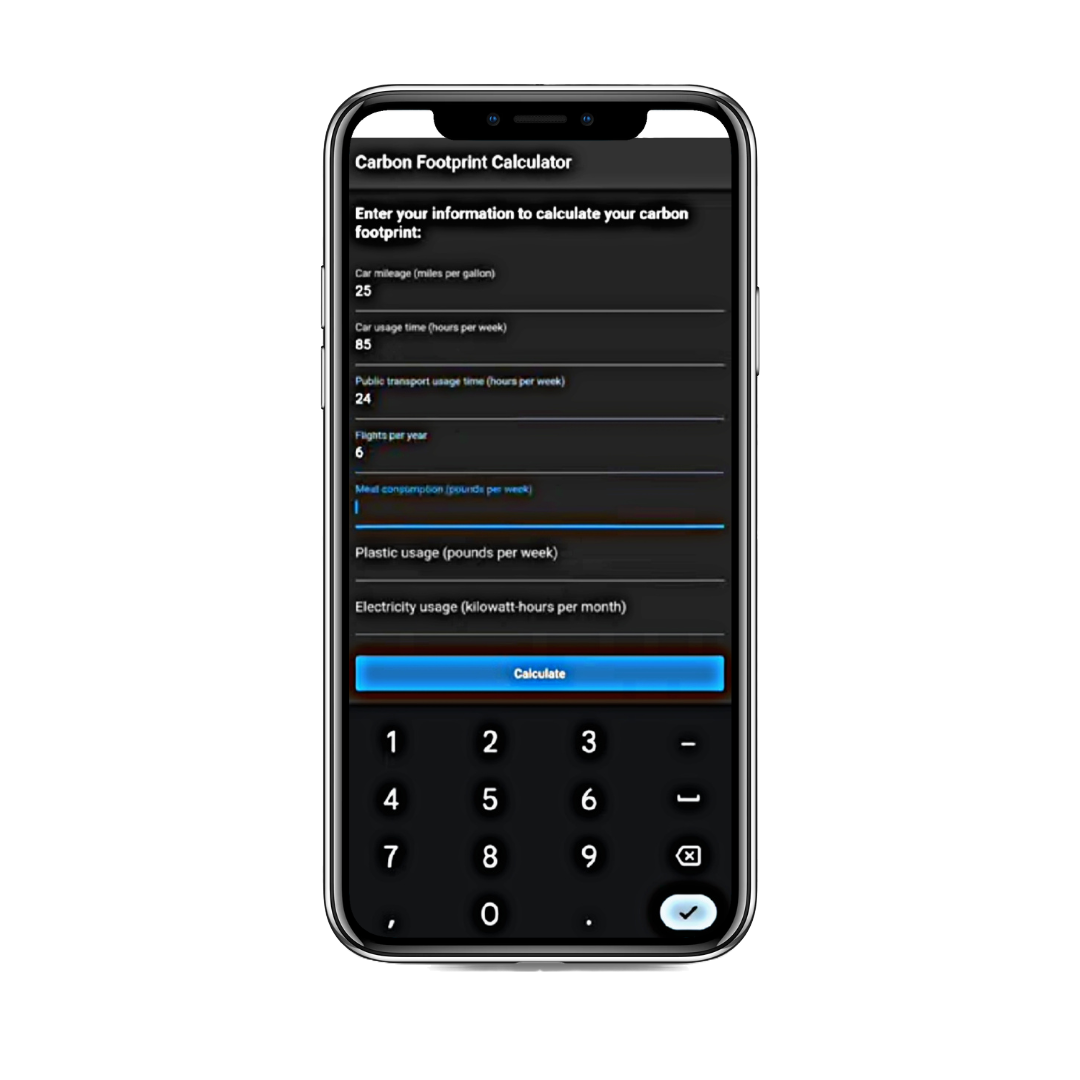 Carbon Footprint Calculator
Enter your information to calculate your carbon
footprint:
Car mileage (miles per gallon)
25
Car usage time (hours per week)
85
Public transport usage time (hours per week)
24
Flights per year
6
Meat consumption (pounds per week)
Plastic usage (pounds per week)
Electricity usage (kilowatt-hours per month)
Calculate
1 2 3 –
4 5 6
7 8 9
, 0 .